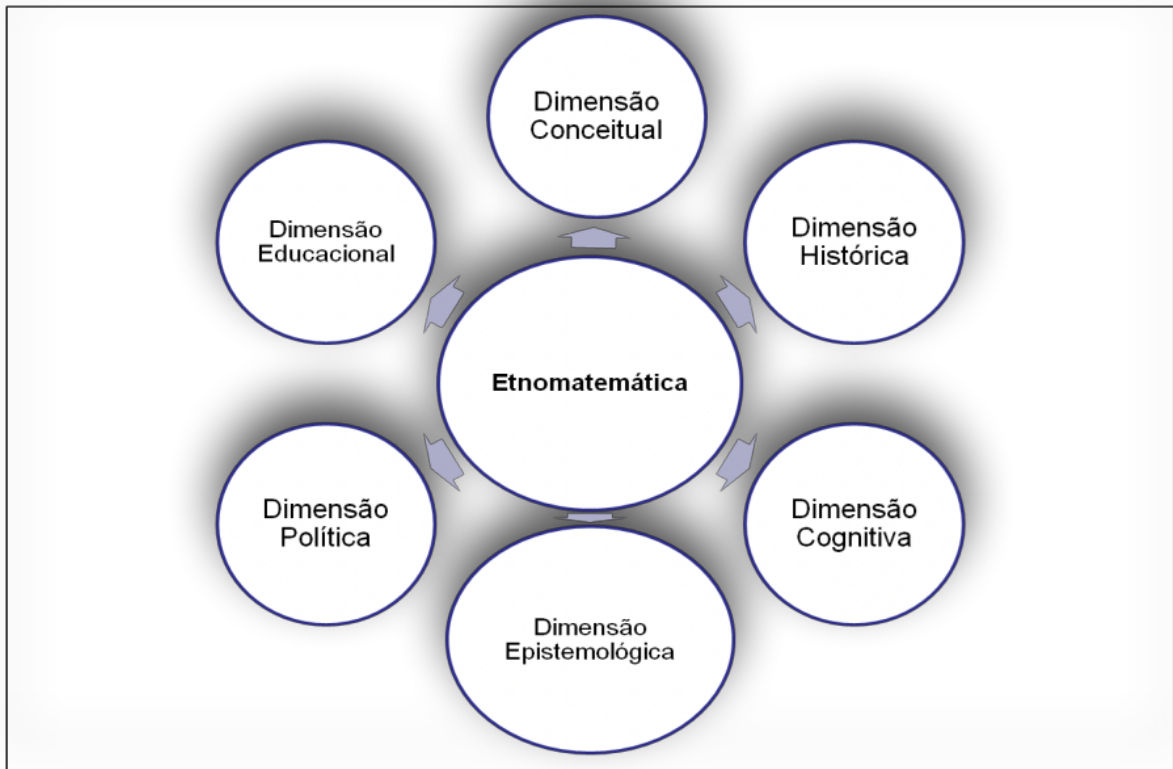 Dimensão
Conceitual
Dimensão
Educacional
Dimensão
Histórica
Etnomatemática
Dimensão
Política
Dimensão
Cognitiva
Dimensão
Epistemológica